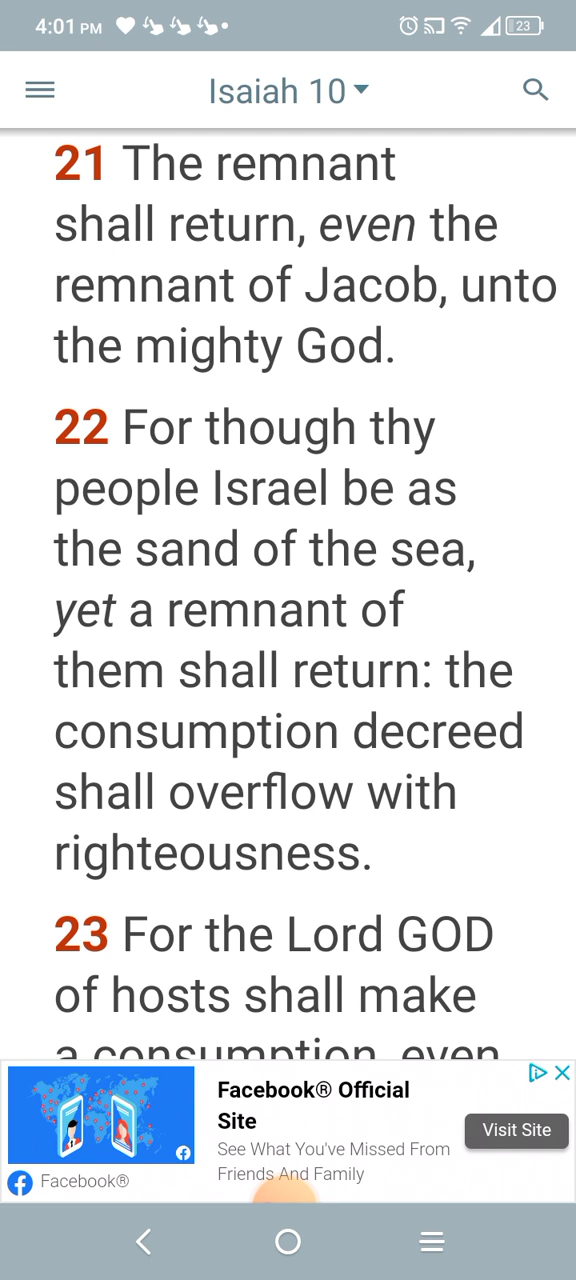 4:01 PM
23
Isaiah 10
21 The remnant
shall return, even the
remnant of Jacob, unto
the mighty God.
22 For though thy
people Israel be as
the sand of the sea,
yet a remnant of
them shall return: the
consumption decreed
shall overflow with
righteousness.
23 For the Lord GOD
of hosts shall make
a consumption, even
Facebook® Official
Site
See What You've Missed From
Friends And Family
Visit Site
Facebook®